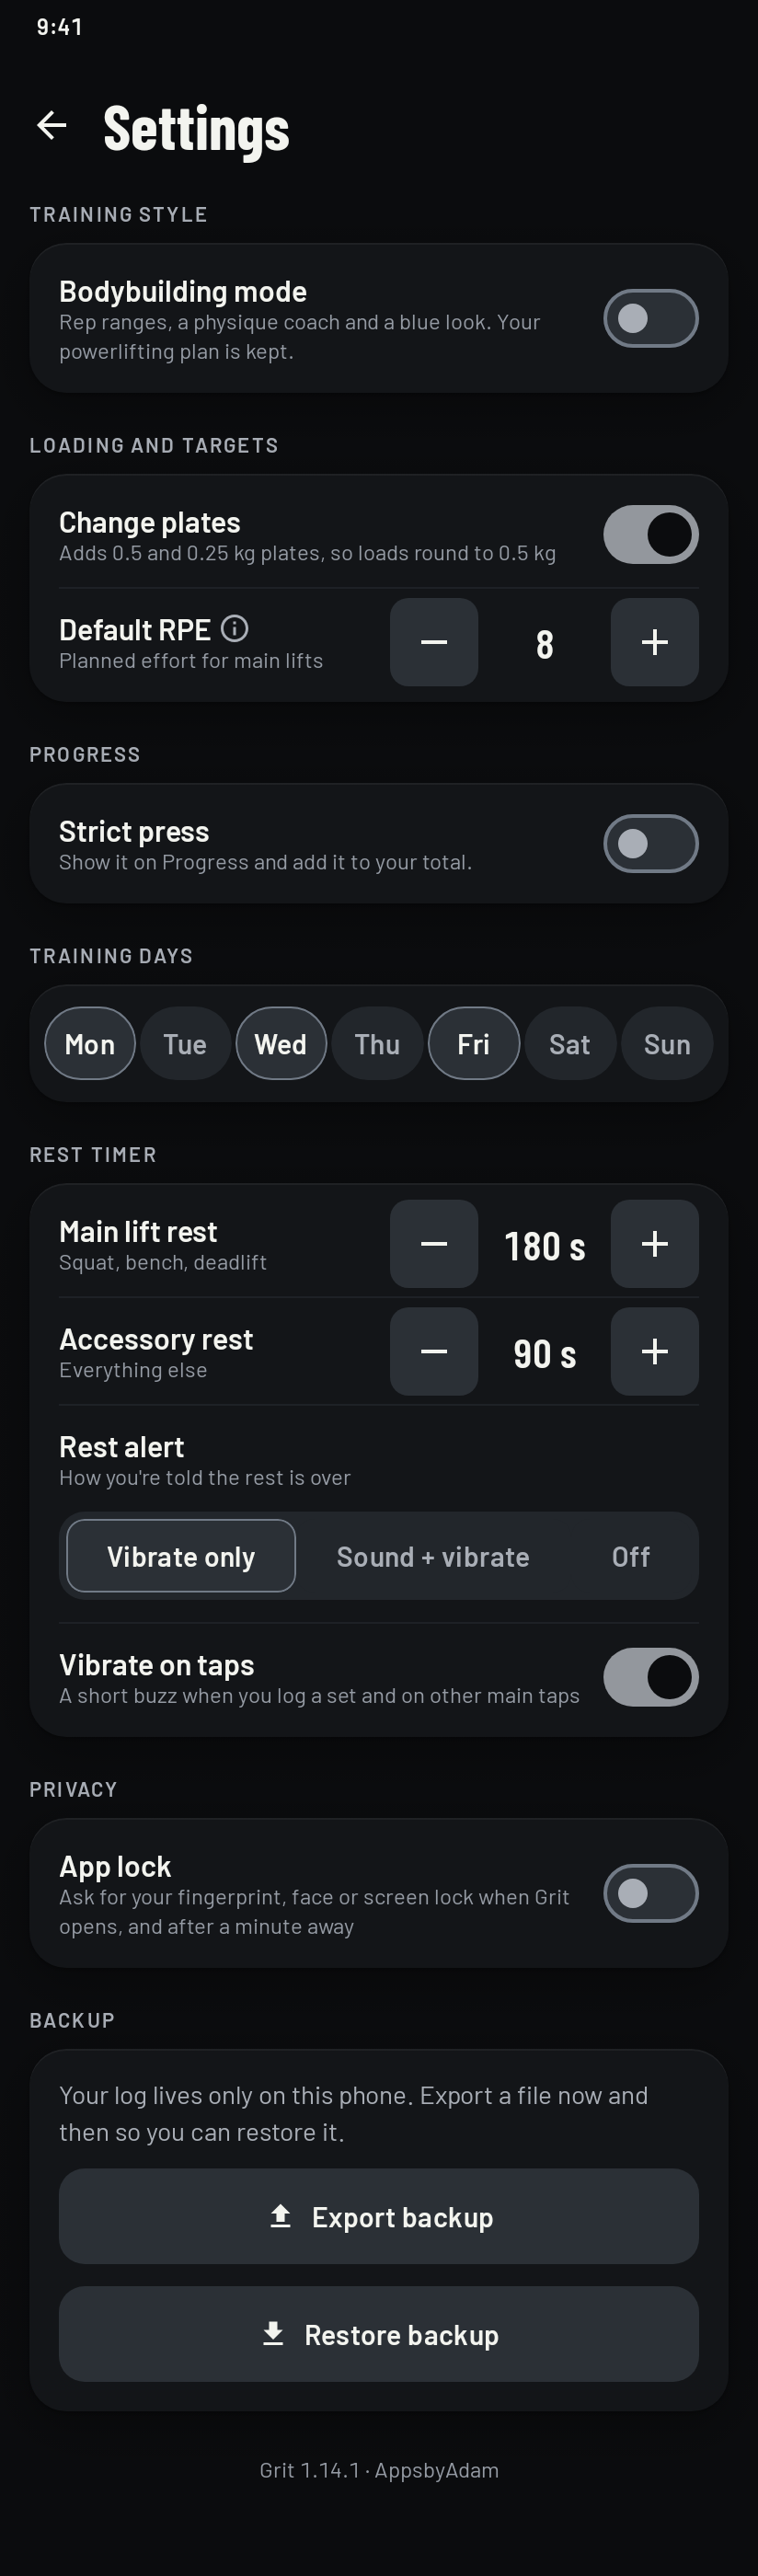 9:41
Settings
TRAINING STYLE
Bodybuilding mode
Rep ranges, a physique coach and a blue look. Your
powerlifting plan is kept.
LOADING AND TARGETS
Change plates
Adds 0.5 and 0.25 kg plates, so loads round to 0.5 kg
Default RPE
Planned effort for main lifts
8
PROGRESS
Strict press
Show it on Progress and add it to your total.
TRAINING DAYS
Mon Tue Wed Thu Fri Sat Sun
REST TIMER
Main lift rest
Squat, bench, deadlift
180 s
Accessory rest
Everything else
90 s
Rest alert
How you're told the rest is over
Vibrate only Sound + vibrate Off
Vibrate on taps
A short buzz when you log a set and on other main taps
PRIVACY
App lock
Ask for your fingerprint, face or screen lock when Grit
opens, and after a minute away
BACKUP
Your log lives only on this phone. Export a file now and
then so you can restore it.
Export backup
Restore backup
Grit 1.14.1 · AppsbyAdam